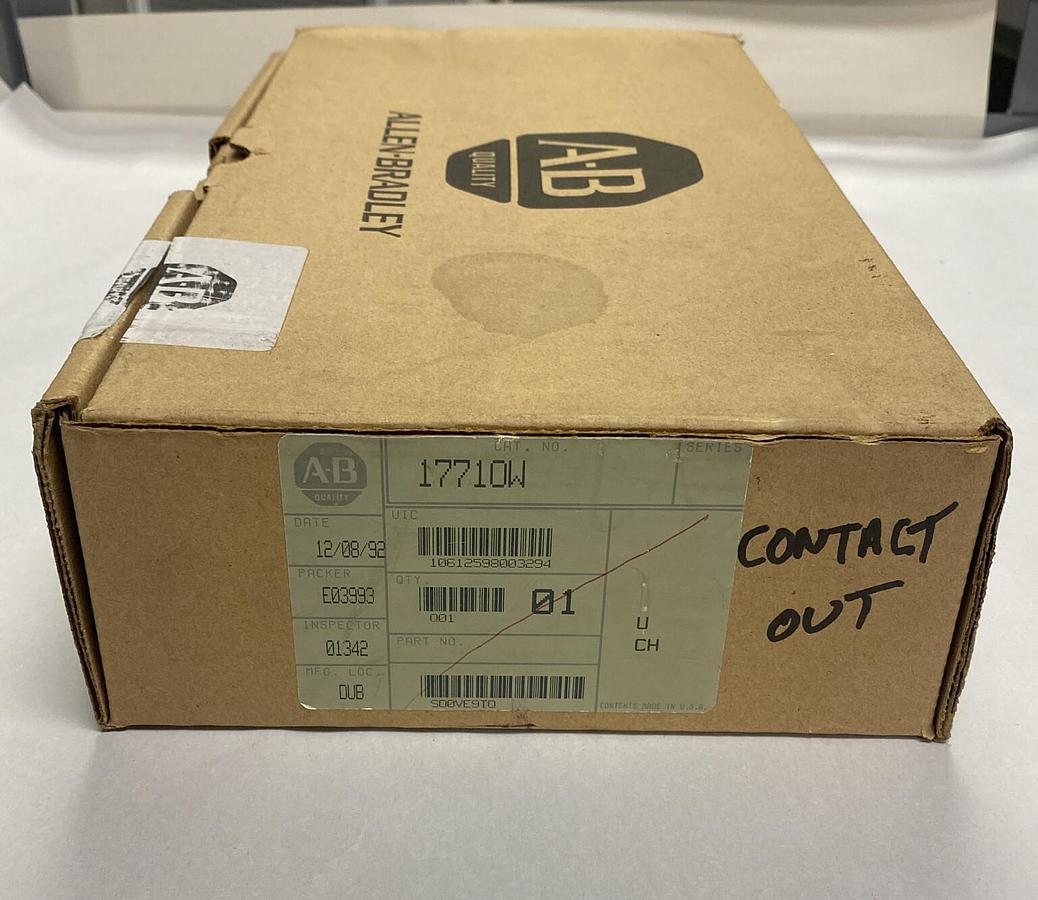 ALLEN-BRADLEY
A-B
QUALITY
A-B
A-B
QUALITY
CAT. NO.
SERIES
1771OW
DATE
12/08/92
UIC
10612598003294
PACKER
E03993
QTY.
001
01
INSPECTOR
01342
PART NO.
U
CH
MFG. LOC.
DUB
SD0VE9TO
CONTENTS MADE IN U.S.A.
CONTACT
OUT